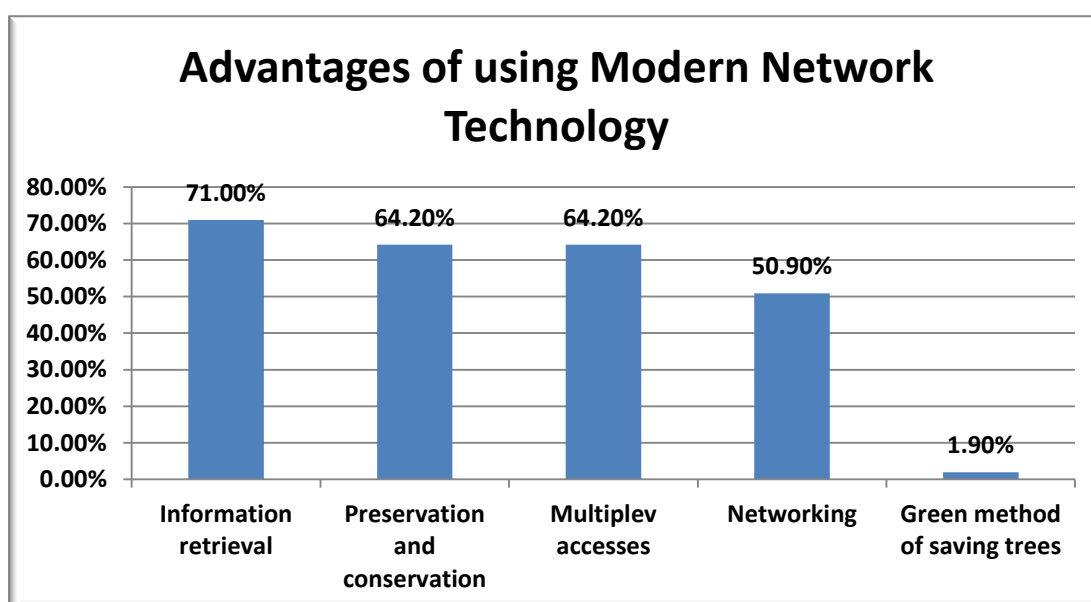 Advantages of using Modern Network
Technology
80.00%
70.00%
60.00%
50.00%
40.00%
30.00%
20.00%
10.00%
0.00%
71.00%
64.20%
64.20%
50.90%
1.90%
Information
retrieval
Preservation
and
conservation
Multiplev
accesses
Networking
Green method
of saving trees